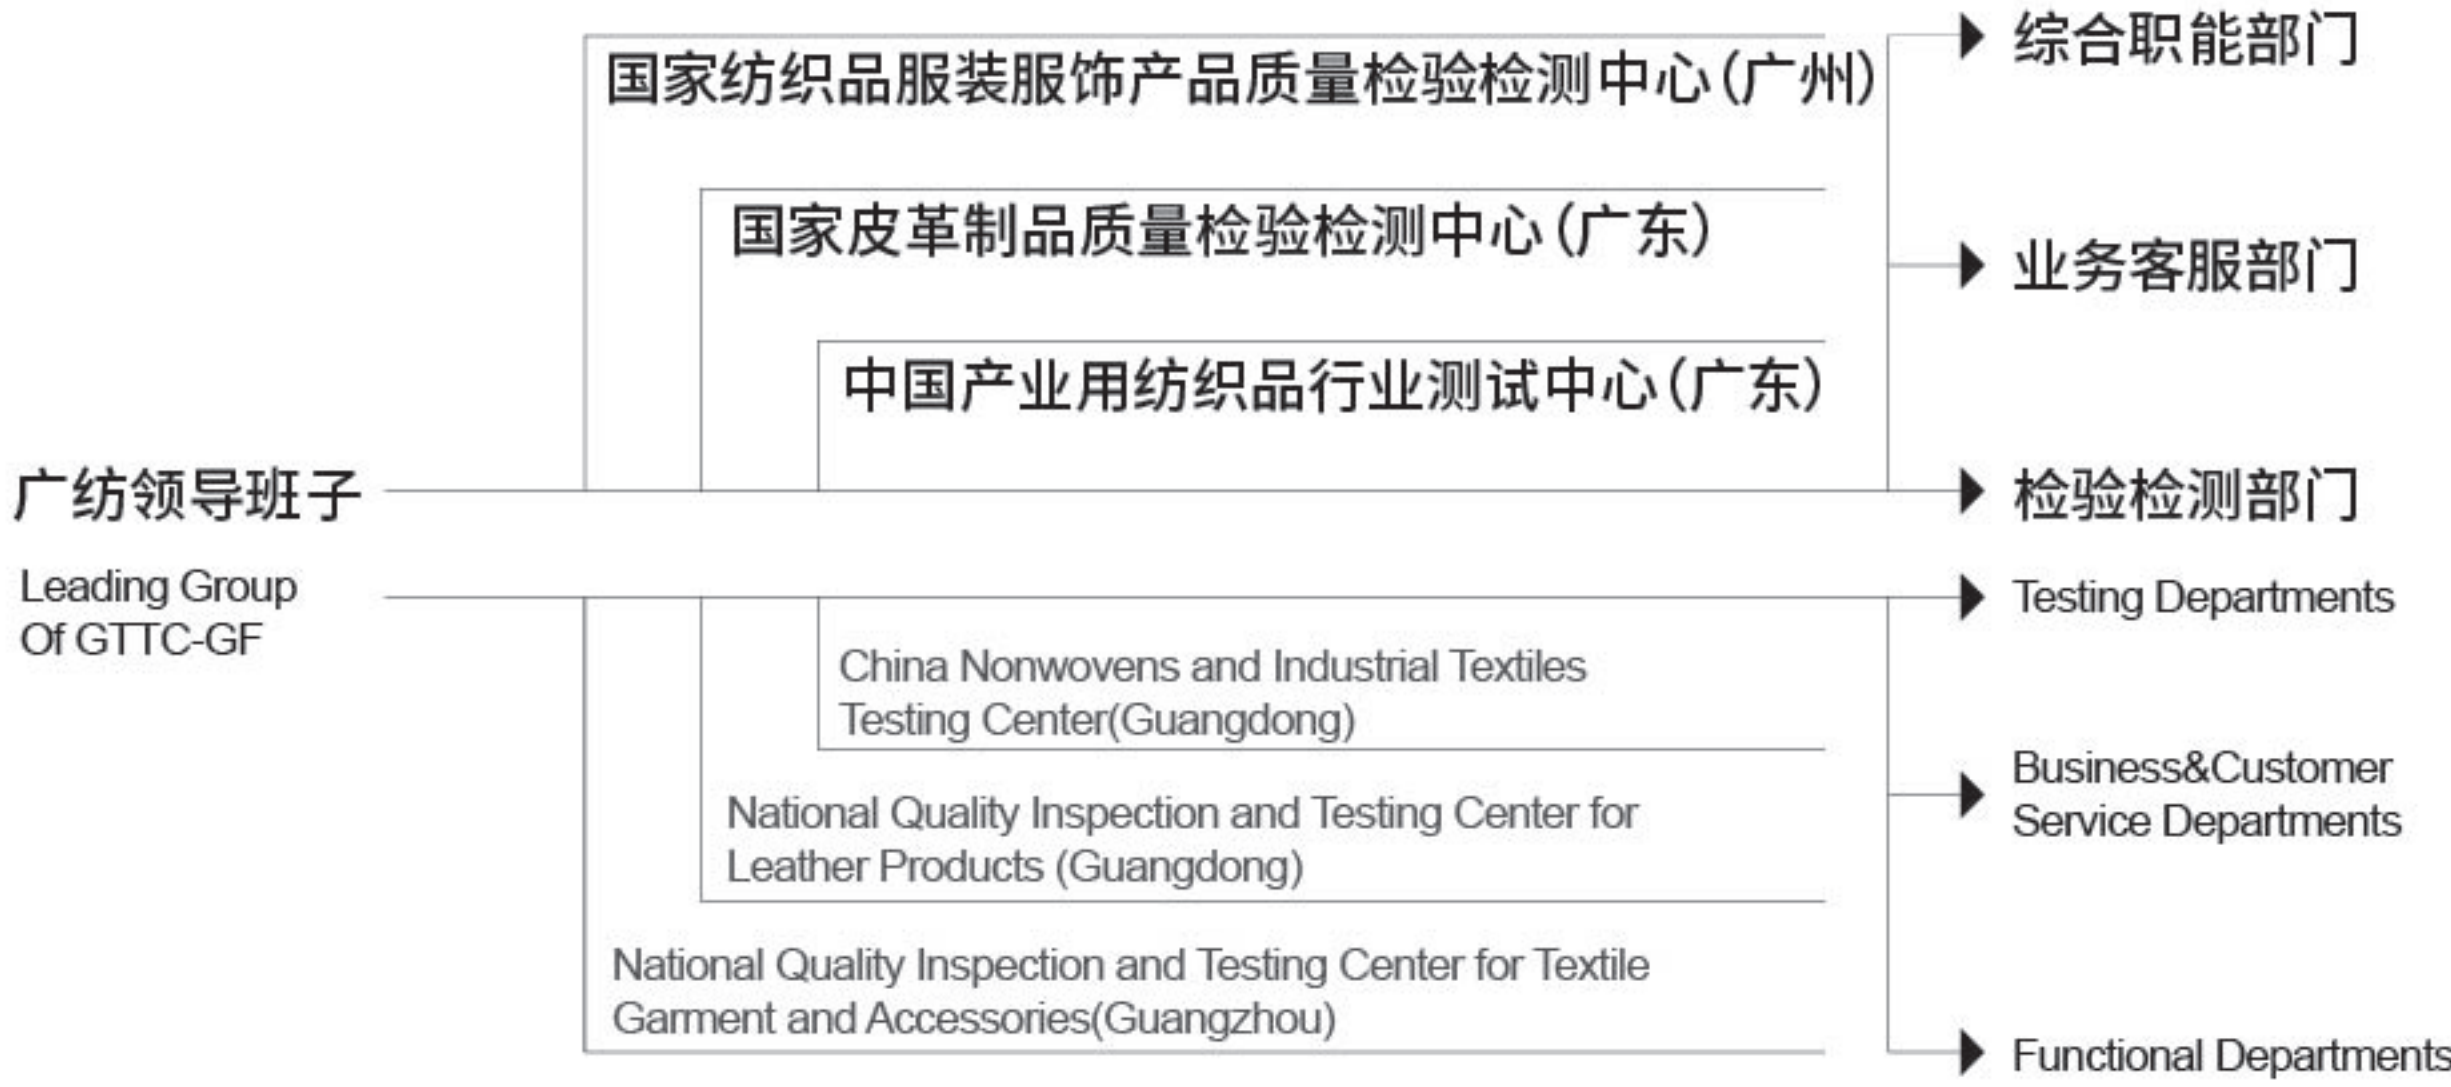 综合职能部门
国家纺织品服装服饰产品质量检验检测中心(广州)
国家皮革制品质量检验检测中心(广东)
业务客服部门
中国产业用纺织品行业测试中心(广东)
广纺领导班子
检验检测部门
Leading Group
Of GTTC-GF
Testing Departments
China Nonwovens and Industrial Textiles
Testing Center(Guangdong)
Business&Customer
Service Departments
National Quality Inspection and Testing Center for
Leather Products (Guangdong)
National Quality Inspection and Testing Center for Textile
Garment and Accessories(Guangzhou)
Functional Departments